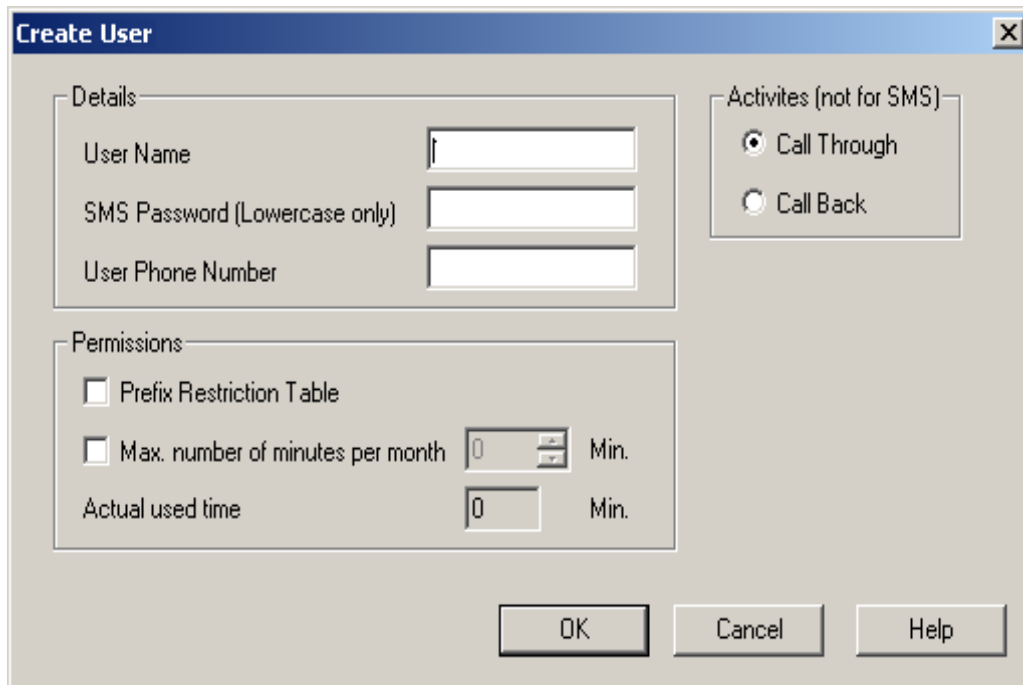 Create User
Details
User Name
SMS Password (Lowercase only)
User Phone Number
Activites (not for SMS)
Call Through
Call Back
Permissions
Prefix Restriction Table
Max. number of minutes per month 0 Min.
Actual used time 0 Min.
OK Cancel Help